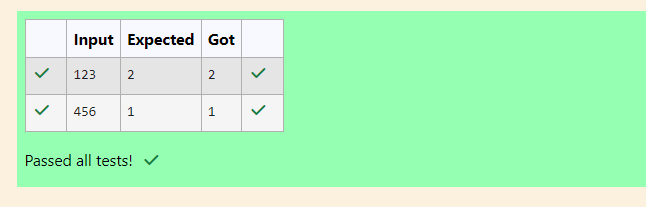 Input Expected Got
123 2 2
456 1 1
Passed all tests!